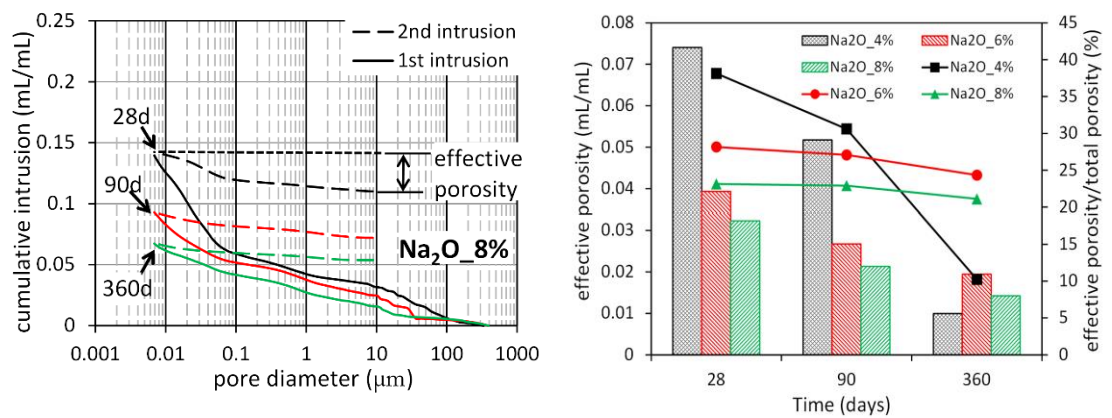 cumulative intrusion (mL/mL)
0.25
0.2
0.15
0.1
0.05
0
2nd intrusion
1st intrusion
28d
90d
360d
effective
porosity
Na₂O_8%
0.001 0.01 0.1 1 10 100 1000
pore diameter (μm)
effective porosity (mL/mL)
0.08
0.07
0.06
0.05
0.04
0.03
0.02
0.01
0
Na2O_4% Na2O_6%
Na2O_8% Na2O_4%
Na2O_6% Na2O_8%
45
40
35
30
25
20
15
10
5
0
effective porosity/total porosity (%)
28 90 360
Time (days)